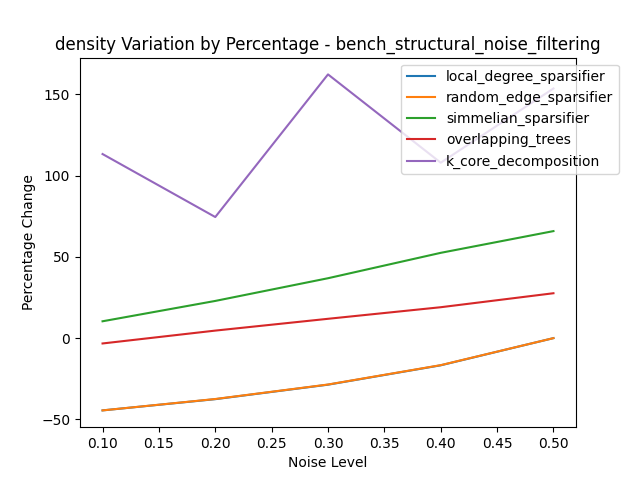 density Variation by Percentage - bench_structural_noise_filtering
local_degree_sparsifier
random_edge_sparsifier
simmelian_sparsifier
overlapping_trees
k_core_decomposition
Percentage Change
150
100
50
0
−50
0.10 0.15 0.20 0.25 0.30 0.35 0.40 0.45 0.50
Noise Level